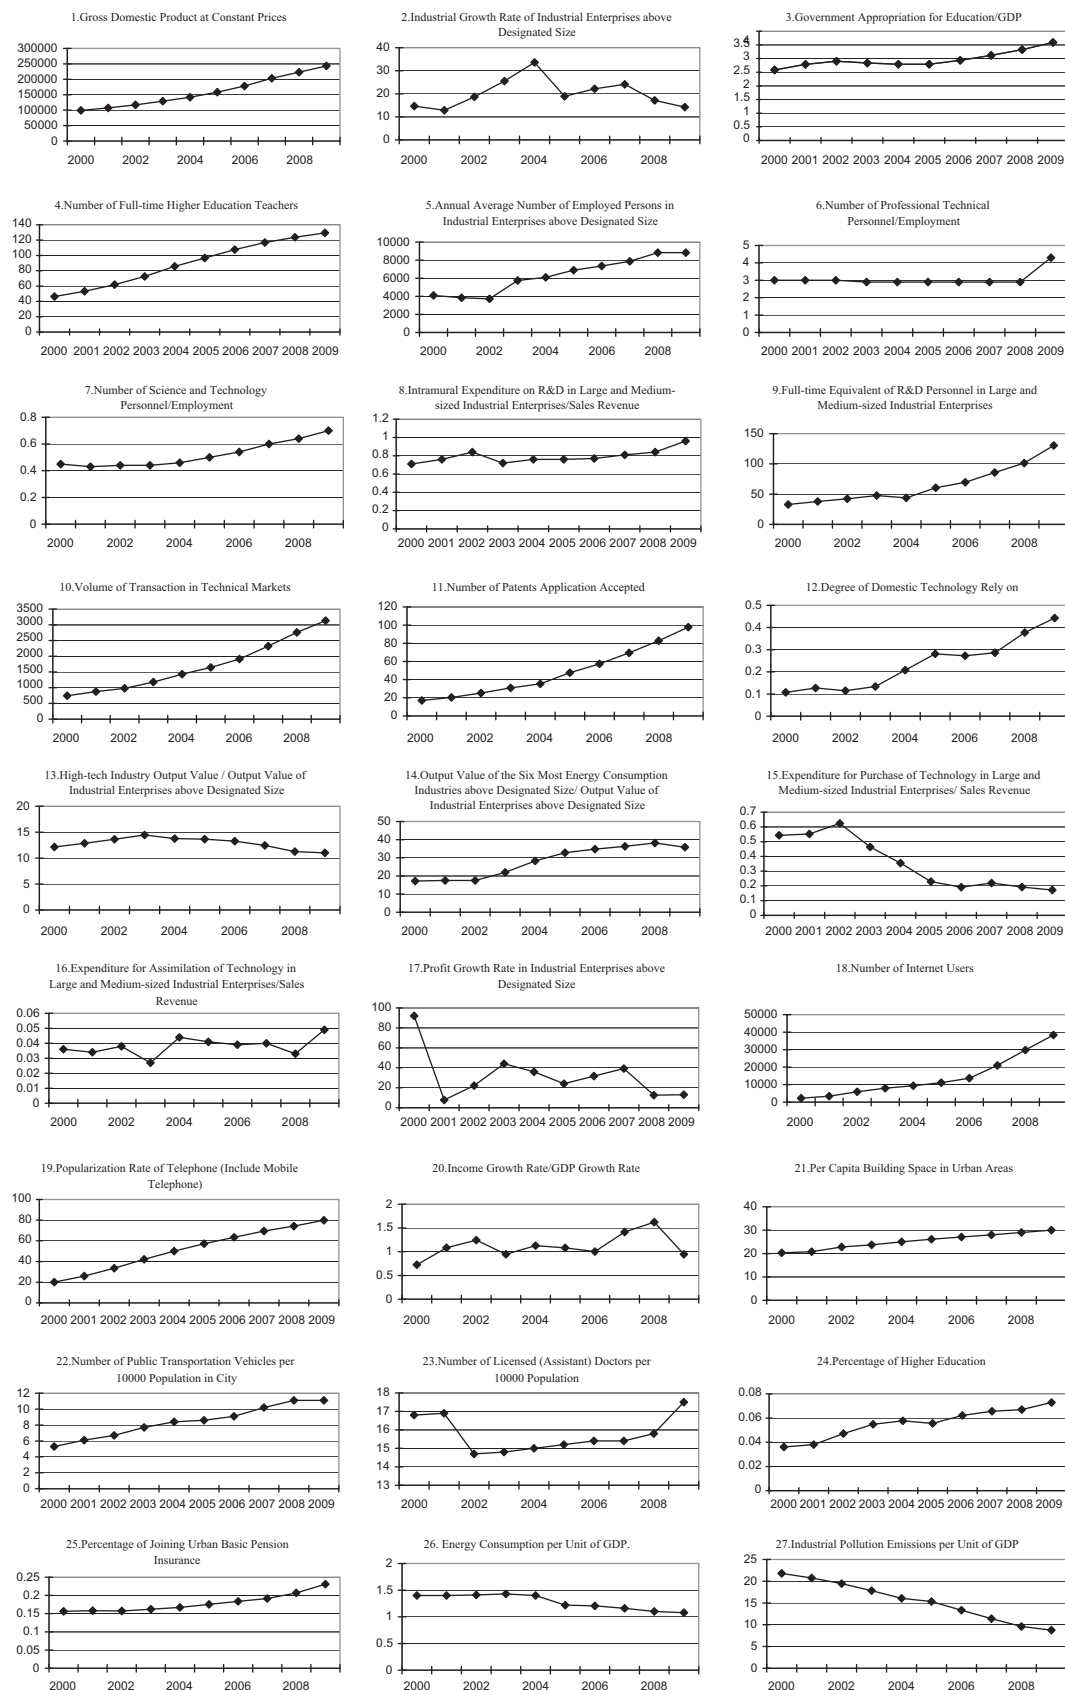 1.Gross Domestic Product at Constant Prices
300000
250000
200000
150000
100000
50000
0
2000 2002 2004 2006 2008
2.Industrial Growth Rate of Industrial Enterprises above
Designated Size
40
30
20
10
0
2000 2002 2004 2006 2008
3.Government Appropriation for Education/GDP
4
3.5
3
2.5
2
1.5
1
0.5
0
2000 2001 2002 2003 2004 2005 2006 2007 2008 2009
4.Number of Full-time Higher Education Teachers
140
120
100
80
60
40
20
0
2000 2001 2002 2003 2004 2005 2006 2007 2008 2009
5.Annual Average Number of Employed Persons in
Industrial Enterprises above Designated Size
10000
8000
6000
4000
2000
0
2000 2002 2004 2006 2008
6.Number of Professional Technical
Personnel/Employment
5
4
3
2
1
0
2000 2002 2004 2006 2008
7.Number of Science and Technology
Personnel/Employment
0.8
0.6
0.4
0.2
0
2000 2002 2004 2006 2008
8.Intramural Expenditure on R&D in Large and Medium-
sized Industrial Enterprises/Sales Revenue
1.2
1
0.8
0.6
0.4
0.2
0
2000 2001 2002 2003 2004 2005 2006 2007 2008 2009
9.Full-time Equivalent of R&D Personnel in Large and
Medium-sized Industrial Enterprises
150
100
50
0
2000 2002 2004 2006 2008
10.Volume of Transaction in Technical Markets
3500
3000
2500
2000
1500
1000
500
0
2000 2002 2004 2006 2008
11.Number of Patents Application Accepted
120
100
80
60
40
20
0
2000 2002 2004 2006 2008
12.Degree of Domestic Technology Rely on
0.5
0.4
0.3
0.2
0.1
0
2000 2002 2004 2006 2008
13.High-tech Industry Output Value / Output Value of
Industrial Enterprises above Designated Size
20
15
10
5
0
2000 2002 2004 2006 2008
14.Output Value of the Six Most Energy Consumption
Industries above Designated Size/ Output Value of
Industrial Enterprises above Designated Size
50
40
30
20
10
0
2000 2002 2004 2006 2008
15.Expenditure for Purchase of Technology in Large and
Medium-sized Industrial Enterprises/ Sales Revenue
0.7
0.6
0.5
0.4
0.3
0.2
0.1
0
2000 2001 2002 2003 2004 2005 2006 2007 2008 2009
16.Expenditure for Assimilation of Technology in
Large and Medium-sized Industrial Enterprises/Sales
Revenue
0.06
0.05
0.04
0.03
0.02
0.01
0
2000 2002 2004 2006 2008
17.Profit Growth Rate in Industrial Enterprises above
Designated Size
100
80
60
40
20
0
2000 2001 2002 2003 2004 2005 2006 2007 2008 2009
18.Number of Internet Users
50000
40000
30000
20000
10000
0
2000 2002 2004 2006 2008
19.Popularization Rate of Telephone (Include Mobile
Telephone)
100
80
60
40
20
0
2000 2001 2002 2003 2004 2005 2006 2007 2008 2009
20.Income Growth Rate/GDP Growth Rate
2
1.5
1
0.5
0
2000 2002 2004 2006 2008
21.Per Capita Building Space in Urban Areas
40
30
20
10
0
2000 2002 2004 2006 2008
22.Number of Public Transportation Vehicles per
10000 Population in City
12
10
8
6
4
2
0
2000 2001 2002 2003 2004 2005 2006 2007 2008 2009
23.Number of Licensed (Assistant) Doctors per
10000 Population
18
17
16
15
14
13
2000 2002 2004 2006 2008
24.Percentage of Higher Education
0.08
0.06
0.04
0.02
0
2000 2001 2002 2003 2004 2005 2006 2007 2008 2009
25.Percentage of Joining Urban Basic Pension
Insurance
0.25
0.2
0.15
0.1
0.05
0
2000 2002 2004 2006 2008
26. Energy Consumption per Unit of GDP.
2
1.5
1
0.5
0
2000 2002 2004 2006 2008
27.Industrial Pollution Emissions per Unit of GDP
25
20
15
10
5
0
2000 2002 2004 2006 2008